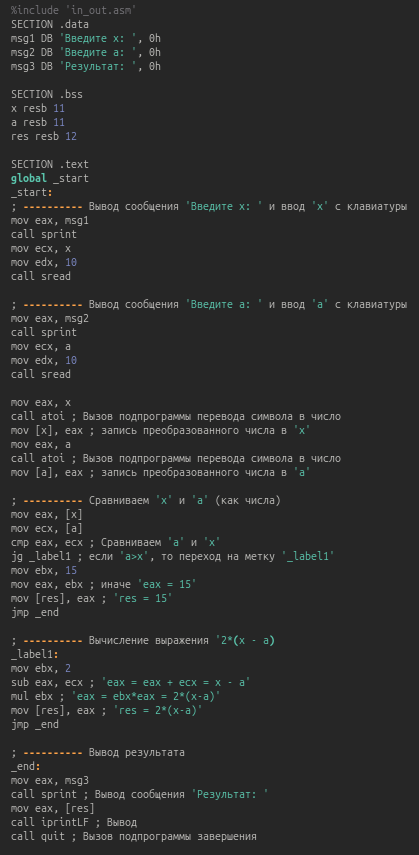 %include 'in_out.asm'
SECTION .data
msg1 DB 'Введите x: ', 0h
msg2 DB 'Введите a: ', 0h
msg3 DB 'Результат: ', 0h
SECTION .bss
x resb 11
a resb 11
res resb 12
SECTION .text
global _start
_start:
; ---------- Вывод сообщения 'Введите x: ' и ввод 'x' с клавиатуры
mov eax, msg1
call sprint
mov ecx, x
mov edx, 10
call sread
; ---------- Вывод сообщения 'Введите a: ' и ввод 'a' с клавиатуры
mov eax, msg2
call sprint
mov ecx, a
mov edx, 10
call sread
mov eax, x
call atoi ; Вызов подпрограммы перевода символа в число
mov [x], eax ; запись преобразованного числа в 'x'
mov eax, a
call atoi ; Вызов подпрограммы перевода символа в число
mov [a], eax ; запись преобразованного числа в 'a'
; ---------- Сравниваем 'x' и 'a' (как числа)
mov eax, [x]
mov ecx, [a]
cmp eax, ecx ; Сравниваем 'a' и 'x'
jg _label1 ; если 'a>x', то переход на метку '_label1'
mov ebx, 15
mov eax, ebx ; иначе 'eax = 15'
mov [res], eax ; 'res = 15'
jmp _end
; ---------- Вычисление выражения '2*(x - a)
_label1:
mov ebx, 2
sub eax, ecx ; 'eax = eax + ecx = x - a'
mul ebx ; 'eax = ebx*eax = 2*(x-a)'
mov [res], eax ; 'res = 2*(x-a)'
jmp _end
; ---------- Вывод результата
_end:
mov eax, msg3
call sprint ; Вывод сообщения 'Результат: '
mov eax, [res]
call iprintLF ; Вывод
call quit ; Вызов подпрограммы завершения